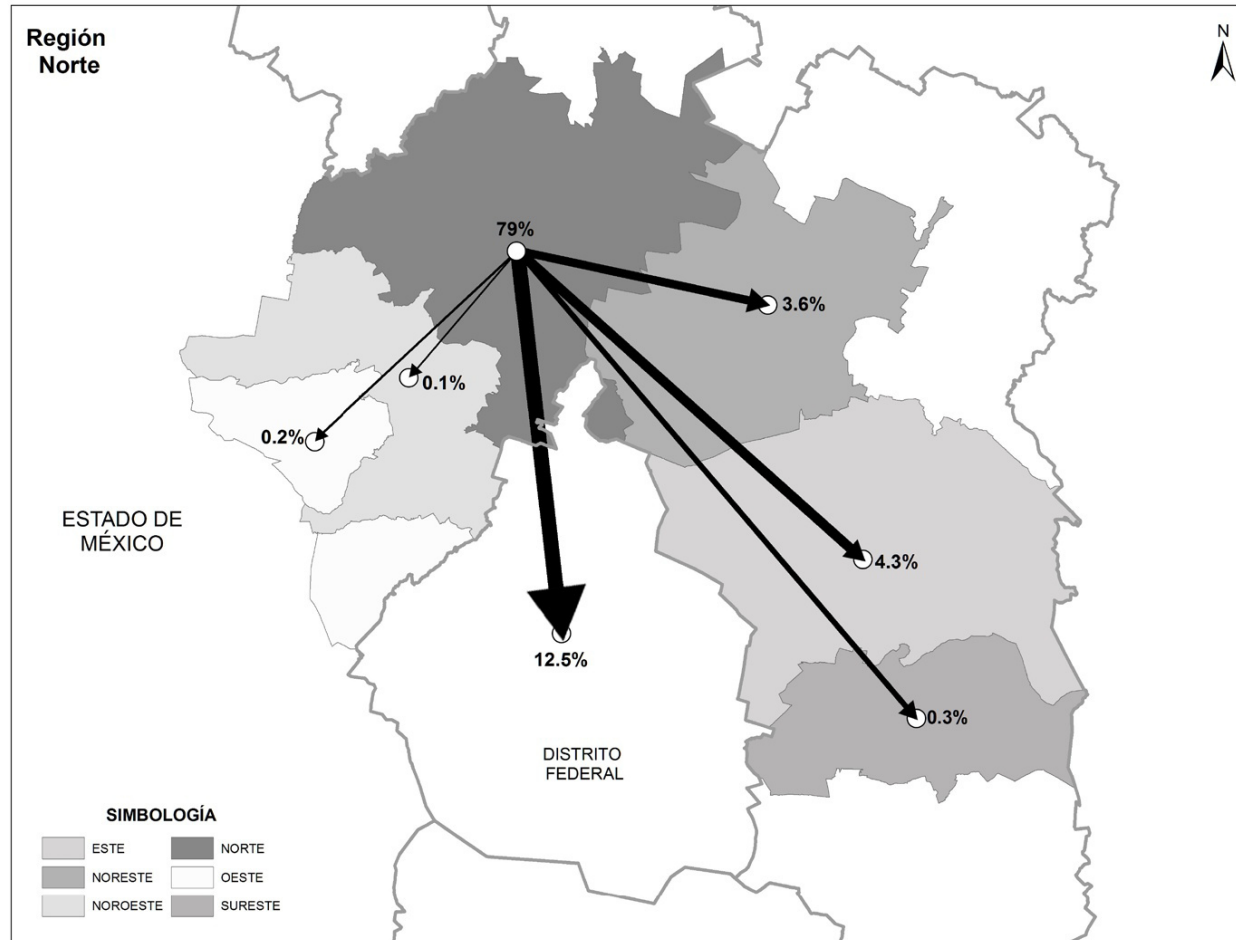 Región
Norte
N
79%
3.6%
0.1%
0.2%
ESTADO DE
MÉXICO
4.3%
12.5%
0.3%
DISTRITO
FEDERAL
SIMBOLOGÍA
ESTE
NORTE
NORESTE
OESTE
NOROESTE
SURESTE